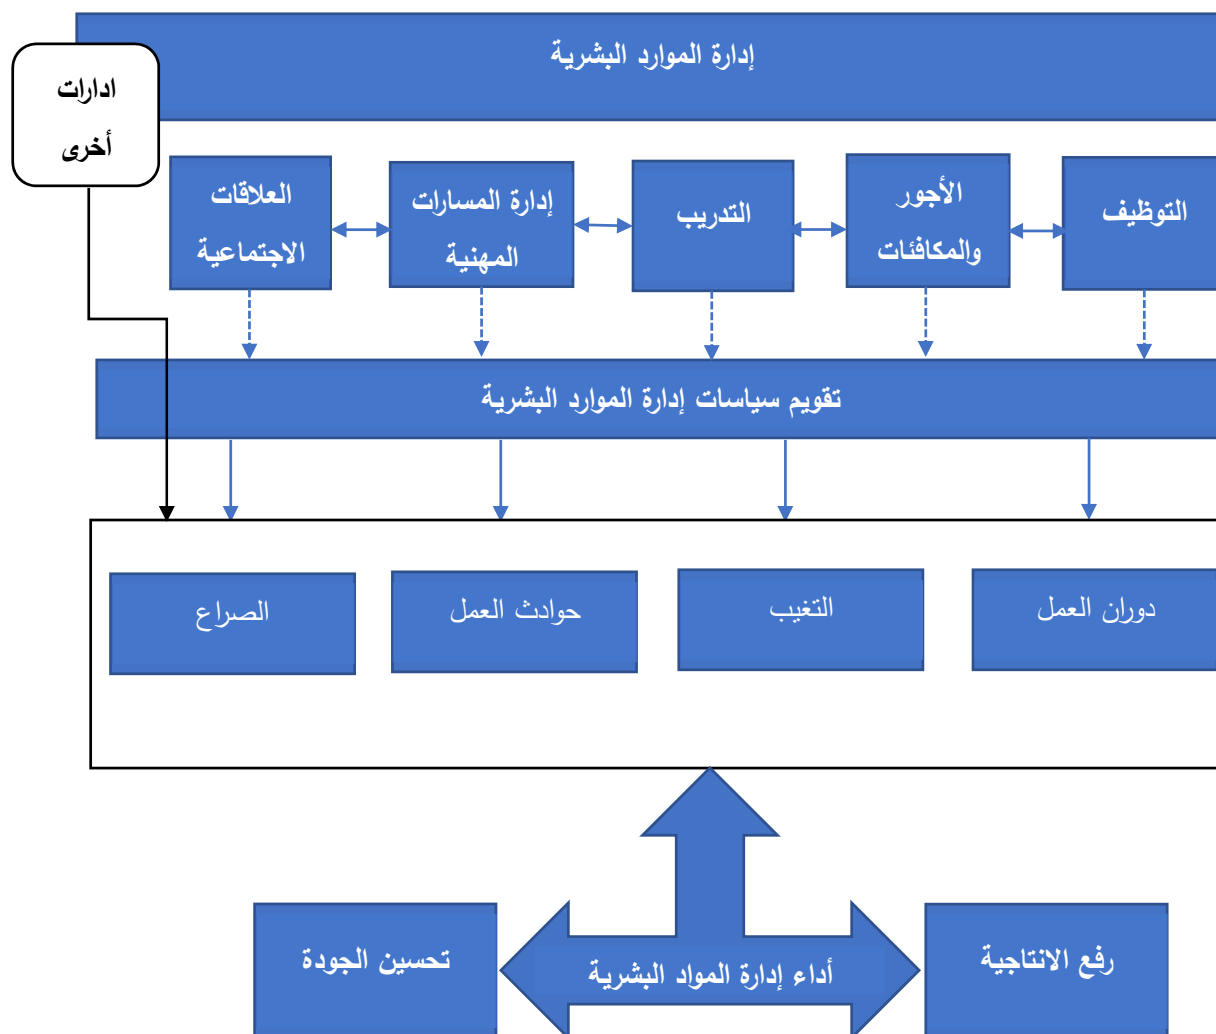 إدارة الموارد البشرية
ادارات
أخرى
التوظيف
الأجور
والمكافئات
التدريب
إدارة المسارات
المهنية
العلاقات
الاجتماعية
تقويم سياسات إدارة الموارد البشرية
دوران العمل
التغيب
حوادث العمل
الصراع
رفع الانتاجية
أداء إدارة المواد البشرية
تحسين الجودة